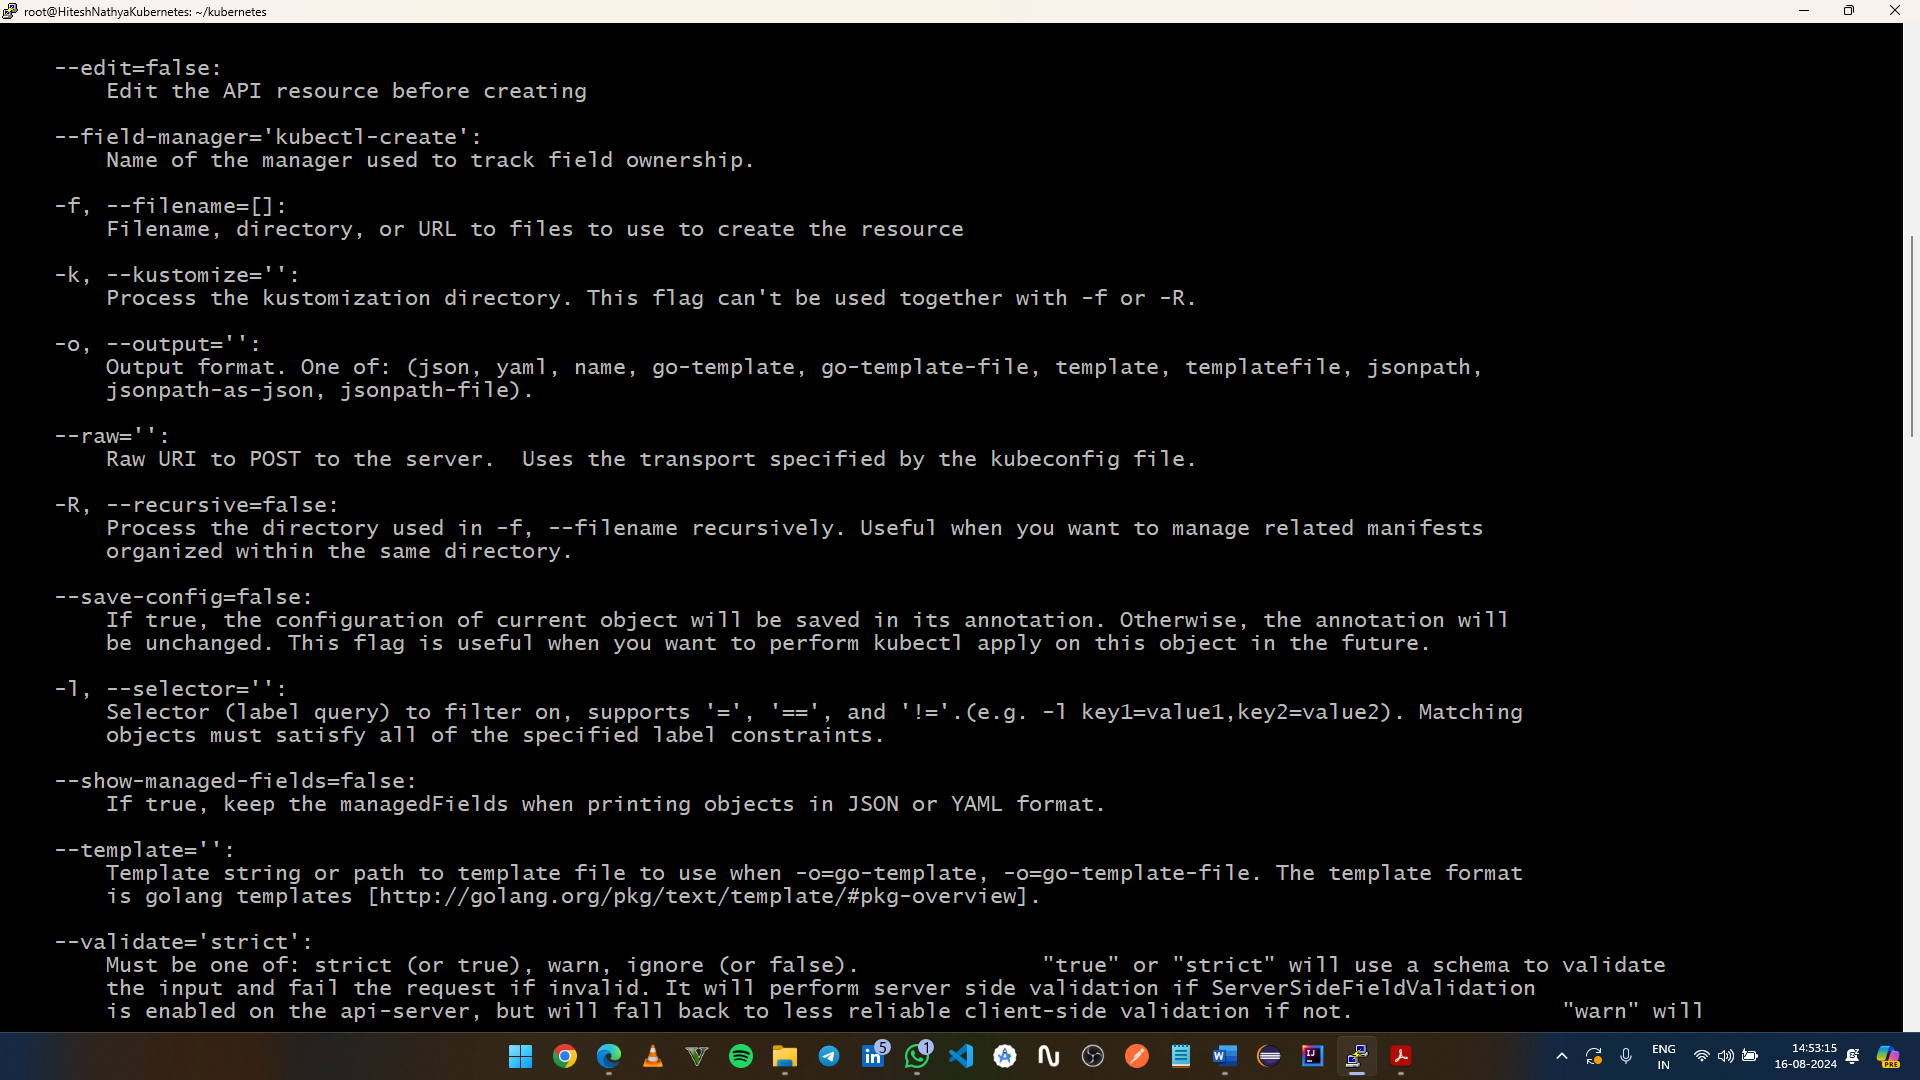 root@HiteshNathyaKubernetes: ~/kubernetes
--edit=false:
Edit the API resource before creating
--field-manager='kubectl-create':
Name of the manager used to track field ownership.
-f, --filename=[]:
Filename, directory, or URL to files to use to create the resource
-k, --kustomize='':
Process the kustomization directory. This flag can't be used together with -f or -R.
-o, --output='':
Output format. One of: (json, yaml, name, go-template, go-template-file, template, templatefile, jsonpath,
jsonpath-as-json, jsonpath-file).
--raw='':
Raw URI to POST to the server.  Uses the transport specified by the kubeconfig file.
-R, --recursive=false:
Process the directory used in -f, --filename recursively. Useful when you want to manage related manifests
organized within the same directory.
--save-config=false:
If true, the configuration of current object will be saved in its annotation. Otherwise, the annotation will
be unchanged. This flag is useful when you want to perform kubectl apply on this object in the future.
-l, --selector='':
Selector (label query) to filter on, supports '=', '==', and '!='.(e.g. -l key1=value1,key2=value2). Matching
objects must satisfy all of the specified label constraints.
--show-managed-fields=false:
If true, keep the managedFields when printing objects in JSON or YAML format.
--template='':
Template string or path to template file to use when -o=go-template, -o=go-template-file. The template format
is golang templates [http://golang.org/pkg/text/template/#pkg-overview].
--validate='strict':
Must be one of: strict (or true), warn, ignore (or false).              "true" or "strict" will use a schema to validate
the input and fail the request if invalid. It will perform server side validation if ServerSideFieldValidation
is enabled on the api-server, but will fall back to less reliable client-side validation if not.                "warn" will
5
1
ENG
IN
14:53:15
16-08-2024
PRE